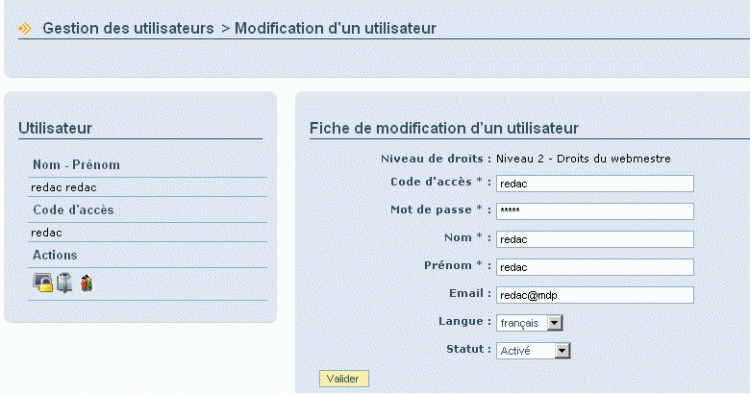 Gestion des utilisateurs > Modification d'un utilisateur
Utilisateur
Nom - Prénom
redac redac
Code d'accès
redac
Actions
Fiche de modification d'un utilisateur
Niveau de droits : Niveau 2 - Droits du webmestre
Code d'accès * : redac
Mot de passe * : *****
Nom * : redac
Prénom * : redac
Email : redac@mdp
Langue : français
Statut : Activé
Valider